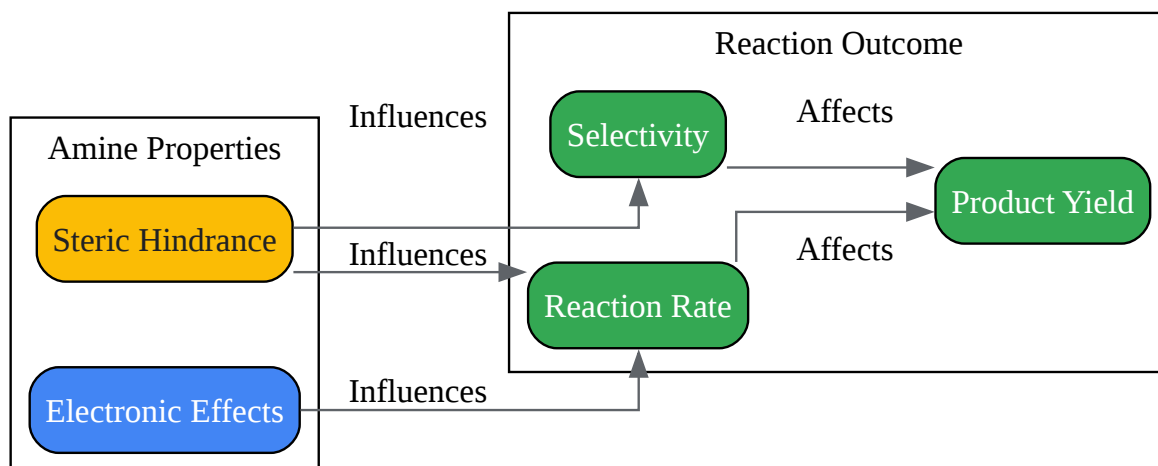 Reaction Outcome
Influences
Affects
Selectivity
Amine Properties
Product Yield
Steric Hindrance
Influences
Affects
Reaction Rate
Influences
Electronic Effects